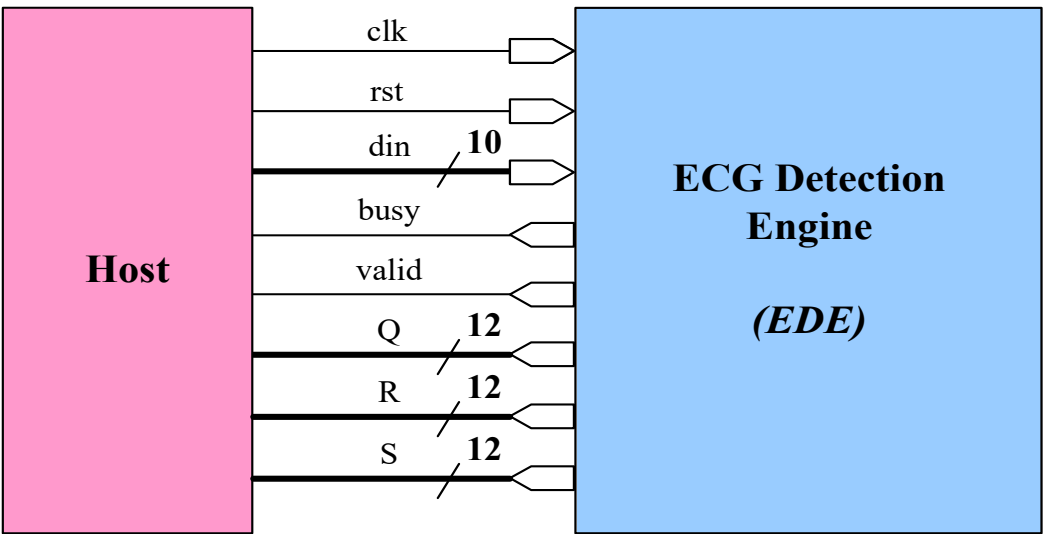 clk
rst
din 10
busy
valid
Q 12
R 12
S 12
Host
ECG Detection
Engine
(EDE)